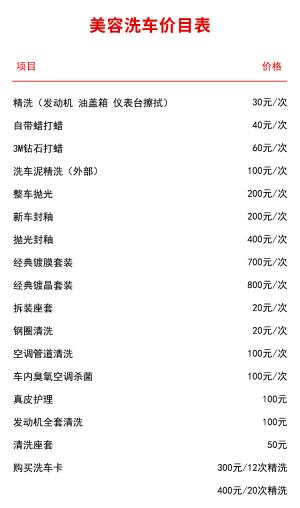 美容洗车价目表
项目 价格
精洗（发动机 油盖箱 仪表台擦拭） 30元/次
自带蜡打蜡 40元/次
3M钻石打蜡 60元/次
洗车泥精洗（外部） 100元/次
整车抛光 200元/次
新车封釉 200元/次
抛光封釉 400元/次
经典镀膜套装 700元/次
经典镀晶套装 800元/次
拆装座套 20元/次
钢圈清洗 20元/次
空调管道清洗 100元/次
车内臭氧空调杀菌 100元/次
真皮护理 100元
发动机全套清洗 100元
清洗座套 50元
购买洗车卡 300元/12次精洗
400元/20次精洗